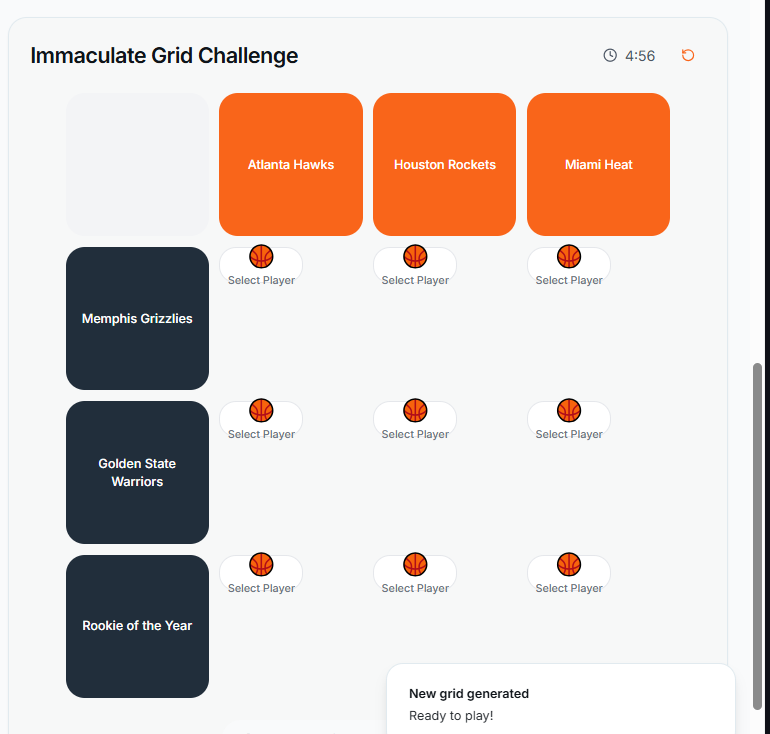 Immaculate Grid Challenge
4:56
Atlanta Hawks
Houston Rockets
Miami Heat
Memphis Grizzlies
Select Player
Select Player
Select Player
Golden State
Warriors
Select Player
Select Player
Select Player
Rookie of the Year
Select Player
Select Player
Select Player
New grid generated
Ready to play!